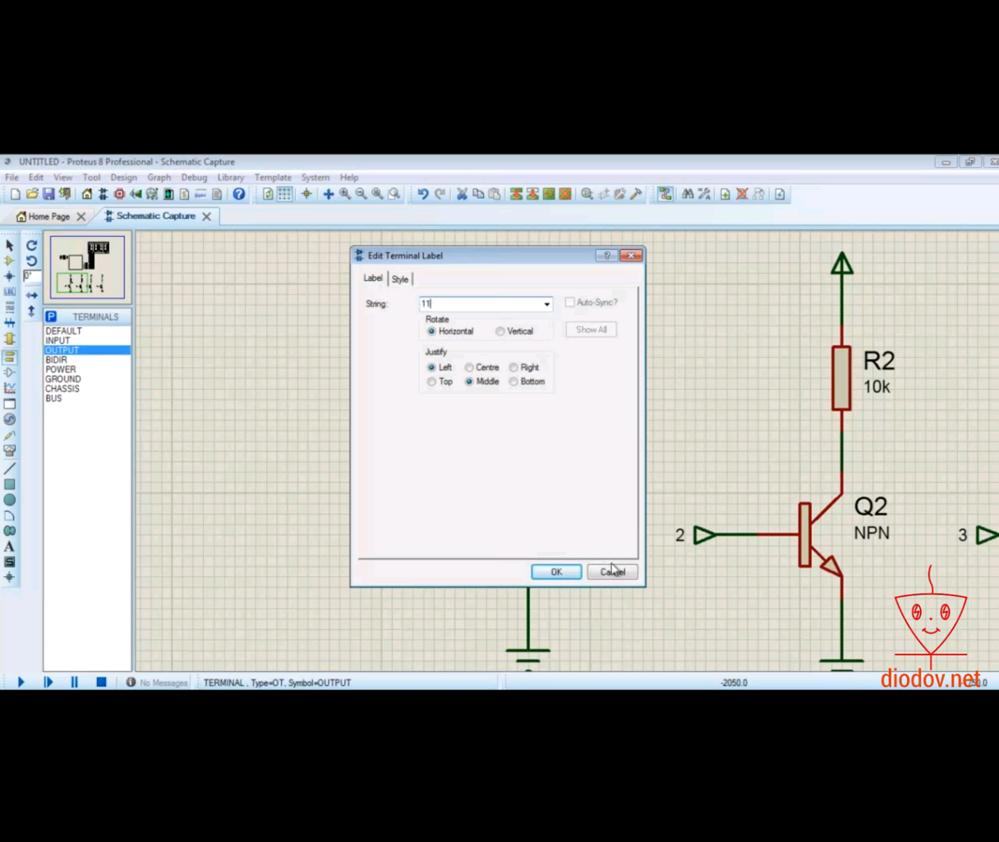 UNTITLED - Proteus 8 Professional - Schematic Capture
File Edit View Tool Design Graph Debug Library Template System Help
Home Page Schematic Capture
0°
LBL
P TERMINALS
DEFAULT
INPUT
OUTPUT
BIDIR
POWER
GROUND
CHASSIS
BUS
A
S
Edit Terminal Label
Label Style
String: 11 Auto-Sync?
Rotate
Horizontal Vertical Show All
Justify
Left Centre Right
Top Middle Bottom
OK Cancel
R2
10k
Q2
NPN
2
3
diodov.net
No Messages TERMINAL , Type=OT, Symbol=OUTPUT -2050.0